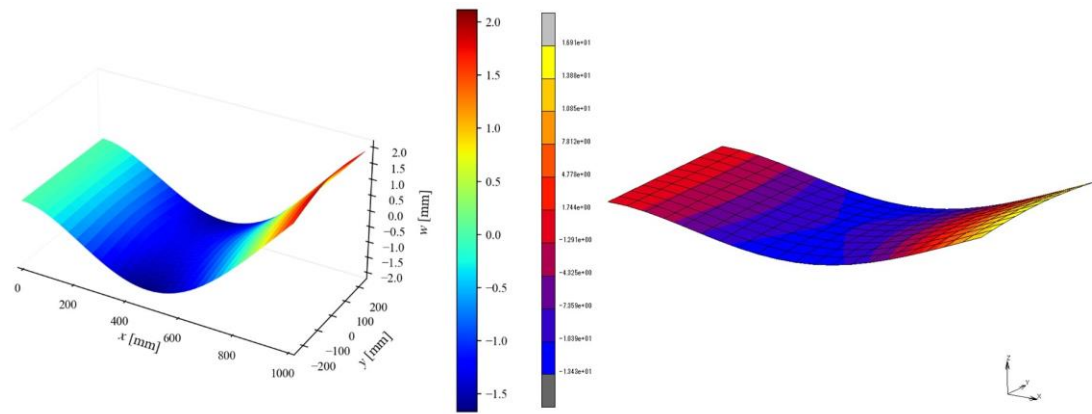 2.0
1.5
1.0
0.5
0.0
−0.5
−1.0
−1.5
−2.0
w [mm]
0
200
400
600
800
1000
x [mm]
200
100
0
−100
−200
y [mm]
2.0
1.5
1.0
0.5
0.0
−0.5
−1.0
−1.5
1.691e+01
1.388e+01
1.085e+01
7.812e+00
4.778e+00
1.744e+00
-1.291e+00
-4.325e+00
-7.359e+00
-1.039e+01
-1.343e+01
Z
Y
X